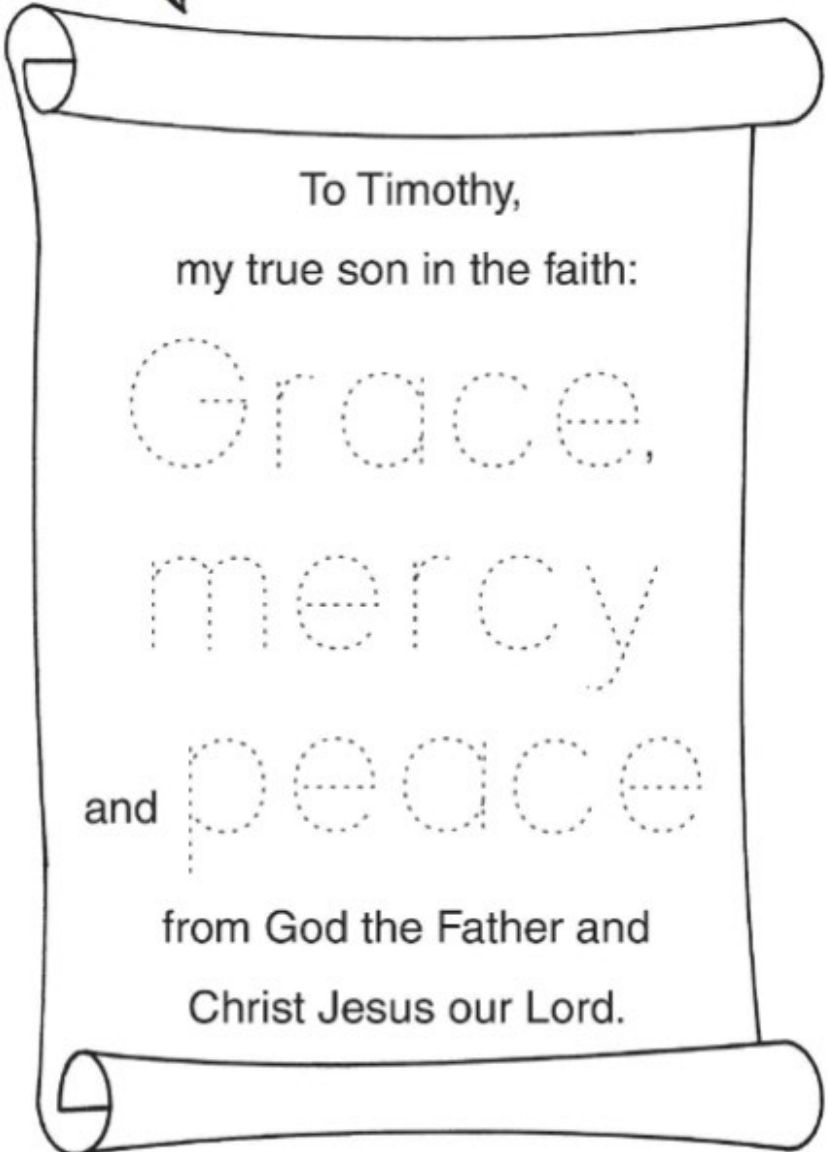 To Timothy,
my true son in the faith:
Grace,
mercy
and peace
from God the Father and
Christ Jesus our Lord.